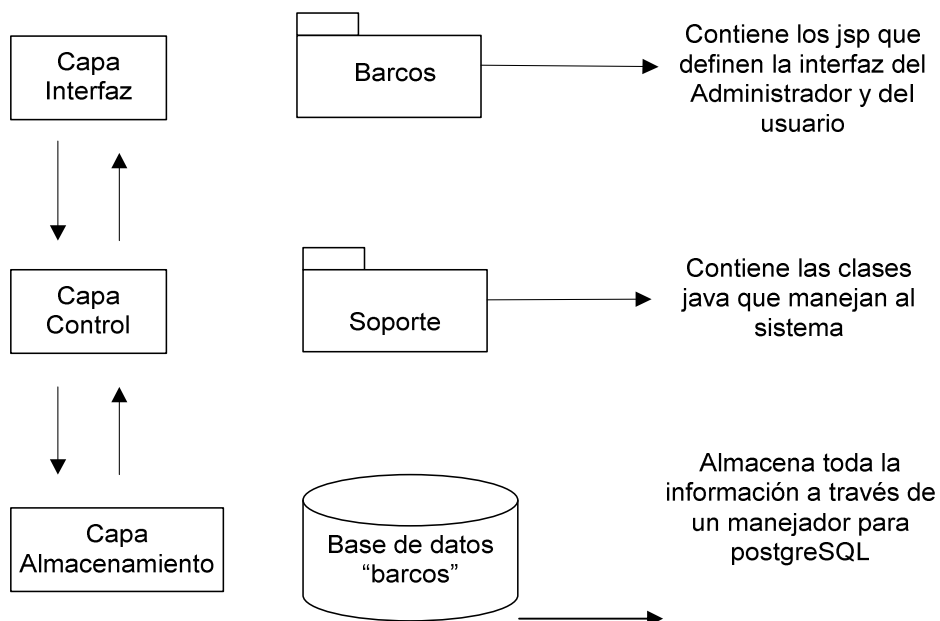 Capa
Interfaz
Barcos
Contiene los jsp que
definen la interfaz del
Administrador y del
usuario
Capa
Control
Soporte
Contiene las clases
java que manejan al
sistema
Capa
Almacenamiento
Base de datos
“barcos”
Almacena toda la
información a través de
un manejador para
postgreSQL